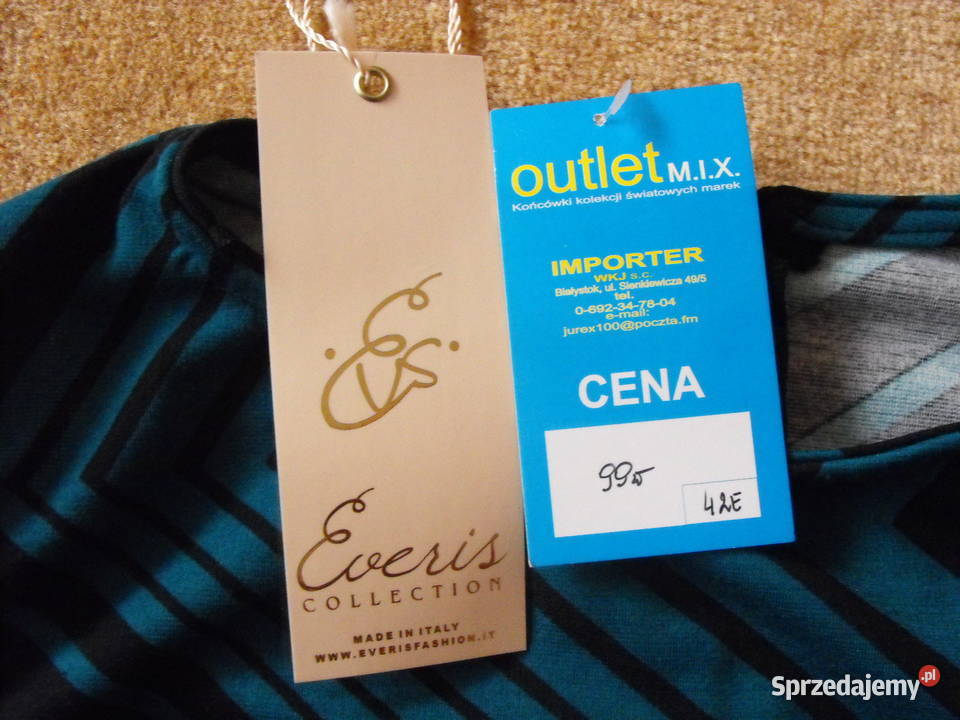 Everis
COLLECTION
MADE IN ITALY
WWW.EVERISFASHION.IT
outlet M.I.X.
Końcówki kolekcji światowych marek
IMPORTER
WKJ s.c.
Białystok, ul. Sienkiewicza 49/5
tel.
0-692-34-78-04
e-mail:
jurex100@poczta.fm
CENA
99zł
42E
Sprzedajemy.pl